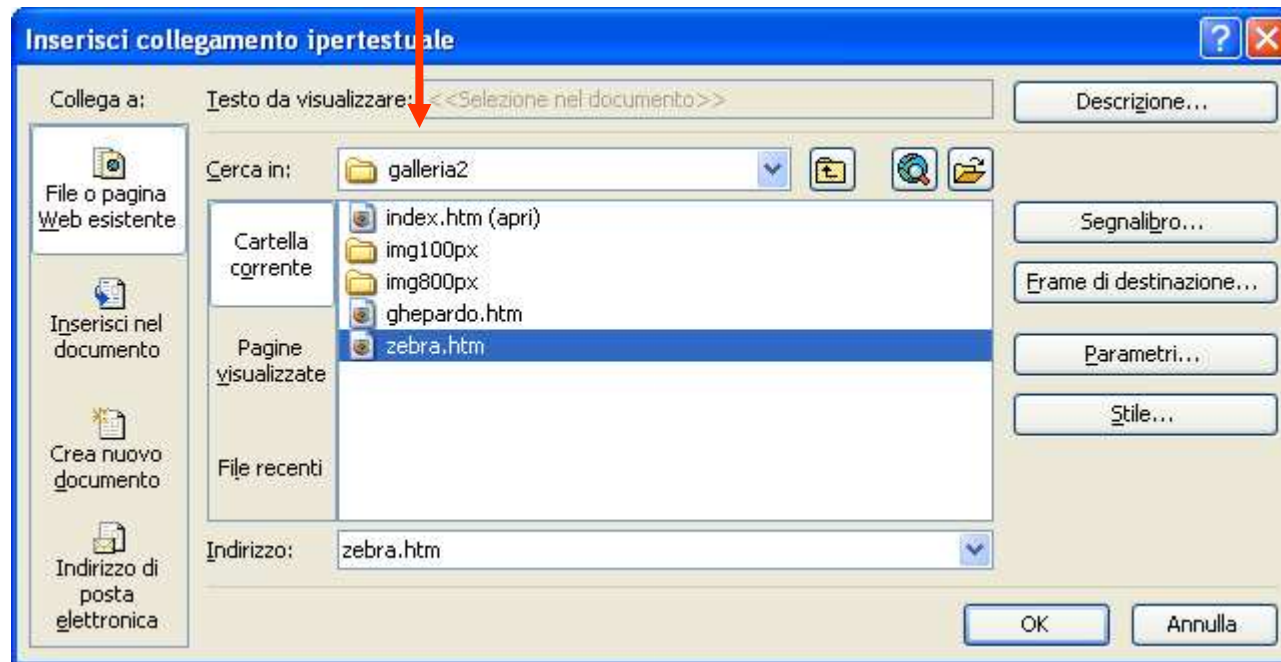 Inserisci collegamento ipertestuale
Collega a:
Testo da visualizzare: <<Selezione nel documento>>
Descrizione...
File o pagina
Web esistente
Cerca in:
galleria2
Cartella
corrente
Pagine
visualizzate
File recenti
index.htm (apri)
img100px
img800px
ghepardo.htm
zebra.htm
Segnalibro...
Frame di destinazione...
Parametri...
Stile...
Inserisci nel
documento
Crea nuovo
documento
Indirizzo di
posta
elettronica
Indirizzo:
zebra.htm
OK
Annulla